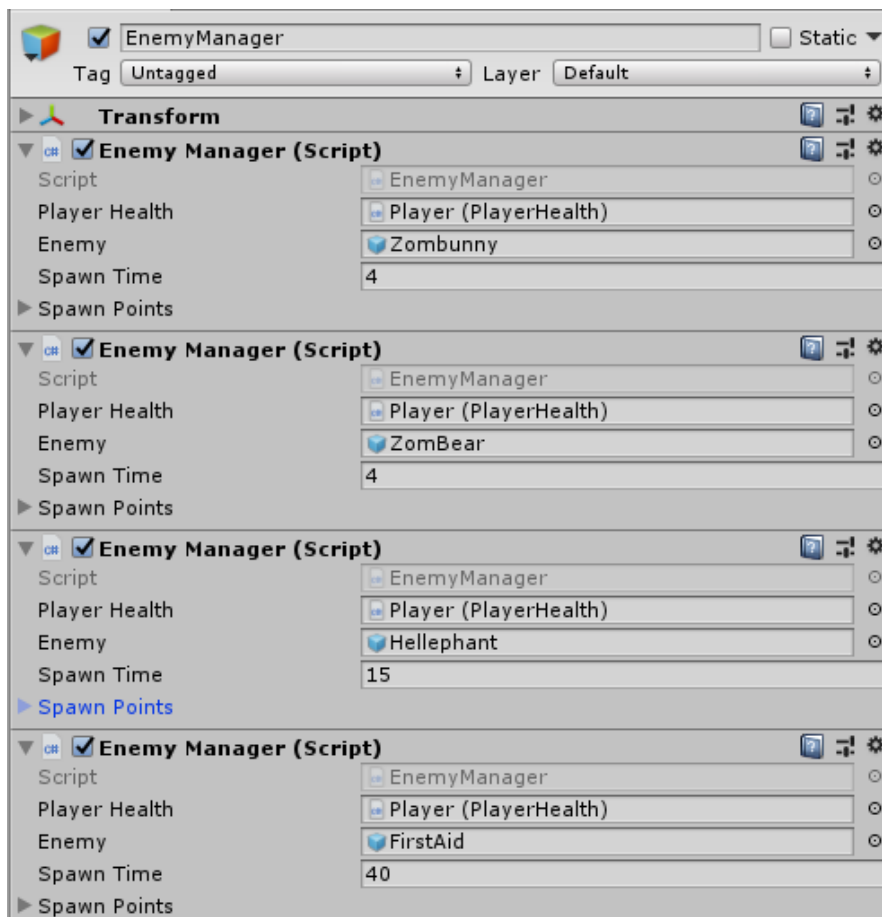 EnemyManager Static
Tag Untagged Layer Default
Transform
c# Enemy Manager (Script)
Script EnemyManager
Player Health Player (PlayerHealth)
Enemy Zombunny
Spawn Time 4
Spawn Points
c# Enemy Manager (Script)
Script EnemyManager
Player Health Player (PlayerHealth)
Enemy ZomBear
Spawn Time 4
Spawn Points
c# Enemy Manager (Script)
Script EnemyManager
Player Health Player (PlayerHealth)
Enemy Hellephant
Spawn Time 15
Spawn Points
c# Enemy Manager (Script)
Script EnemyManager
Player Health Player (PlayerHealth)
Enemy FirstAid
Spawn Time 40
Spawn Points